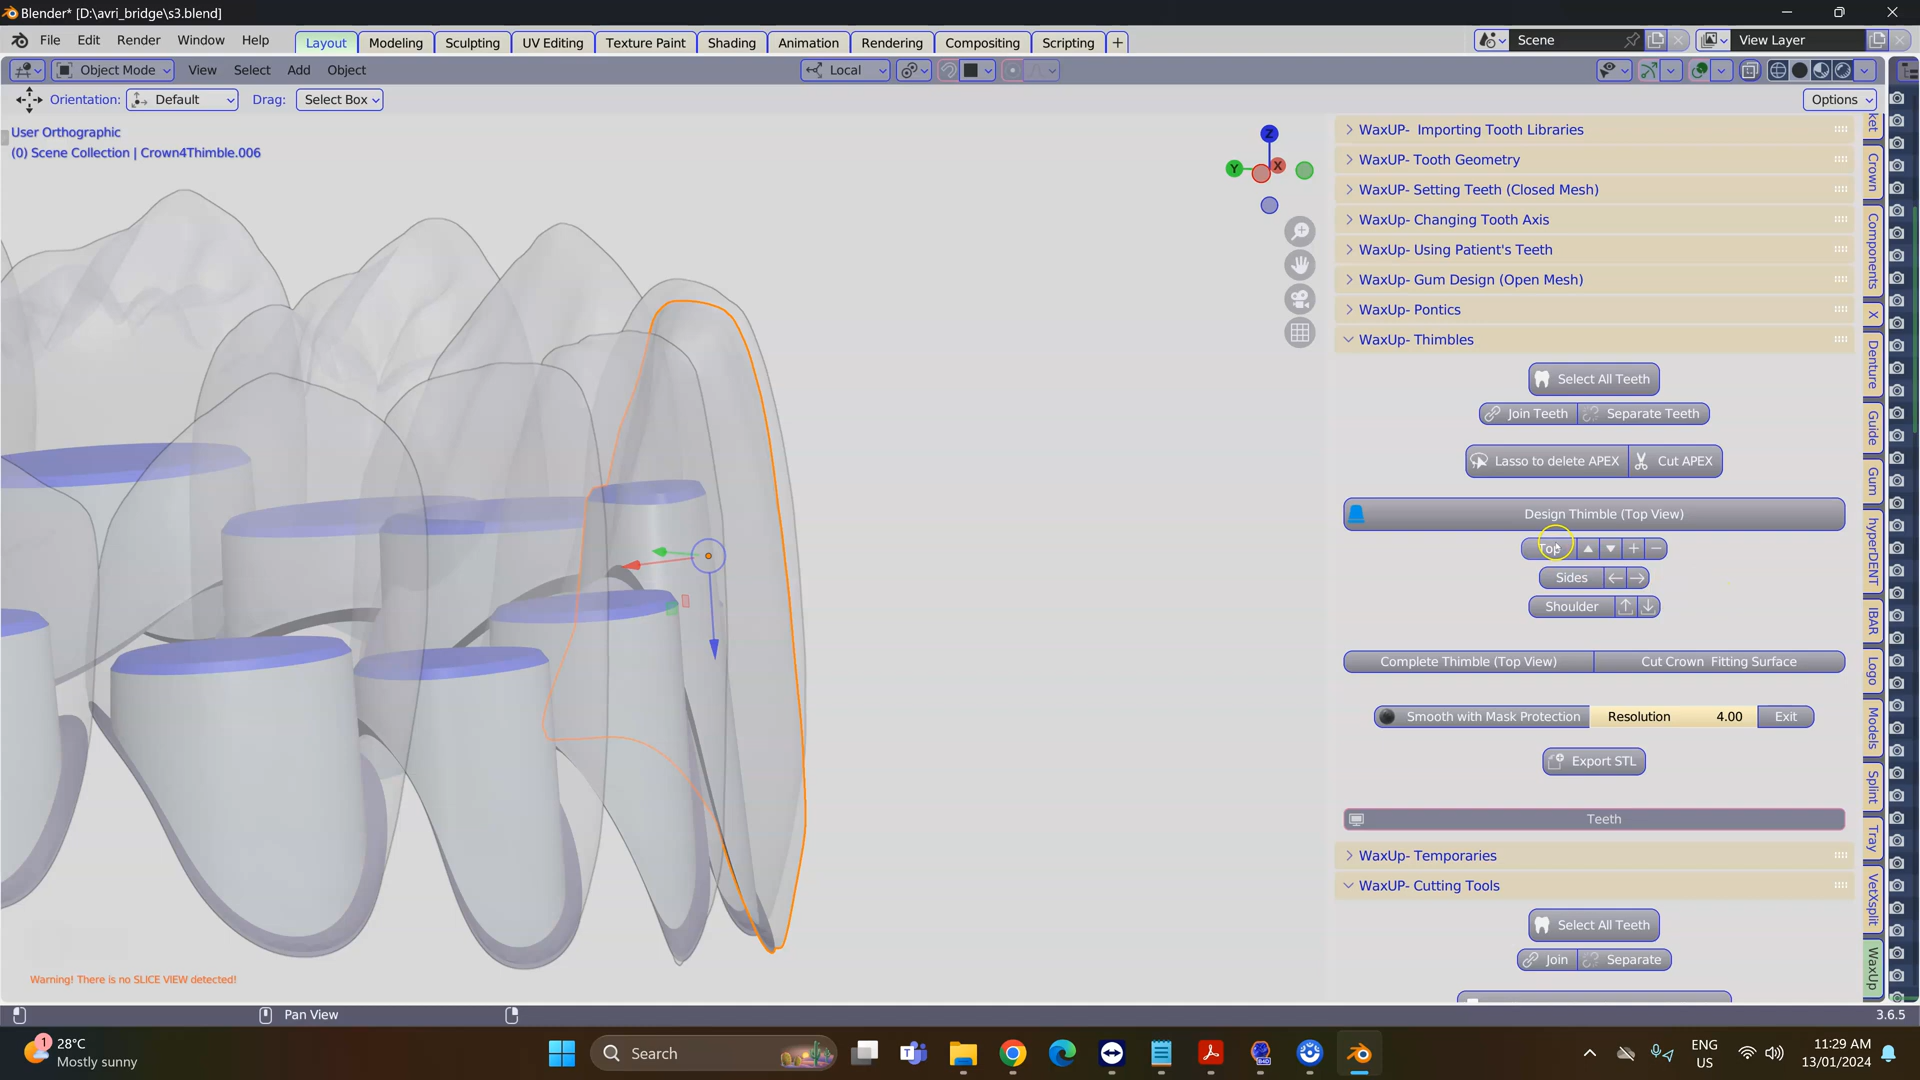 Blender* [D:\avri_bridge\s3.blend]
File Edit Render Window Help Layout Modeling Sculpting UV Editing Texture Paint Shading Animation Rendering Compositing Scripting + Scene View Layer
Object Mode View Select Add Object Local
Orientation: Default Drag: Select Box Options
User Orthographic
(0) Scene Collection | Crown4Thimble.006
Z
Y
X
WaxUP- Importing Tooth Libraries
WaxUP- Tooth Geometry
WaxUP- Setting Teeth (Closed Mesh)
WaxUp- Changing Tooth Axis
WaxUp- Using Patient's Teeth
WaxUp- Gum Design (Open Mesh)
WaxUp- Pontics
WaxUp- Thimbles
Select All Teeth
Join Teeth Separate Teeth
Lasso to delete APEX Cut APEX
Design Thimble (Top View)
Top
Sides
Shoulder
Complete Thimble (Top View) Cut Crown Fitting Surface
Smooth with Mask Protection Resolution 4.00 Exit
Export STL
Teeth
WaxUp- Temporaries
WaxUP- Cutting Tools
Select All Teeth
Join Separate
ket
Crown
Components
X
Denture
Guide
Gum
hyperDENT
IBAR
Logo
Models
Splint
Tray
VetXsplit
WaxUp
Warning! There is no SLICE VIEW detected!
Pan View 3.6.5
1
28°C
Mostly sunny
Search
ENG
US
11:29 AM
13/01/2024